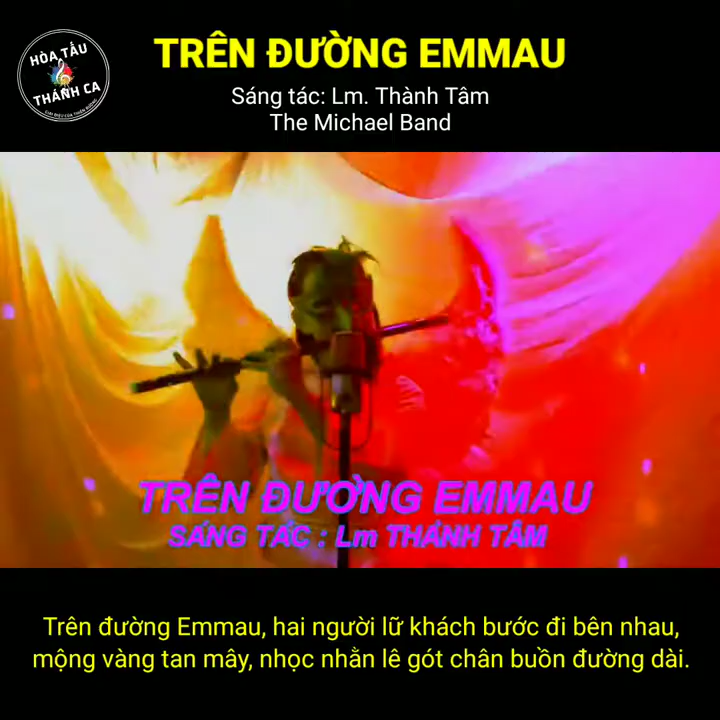 HÒA TẤU
THÁNH CA
TRÊN ĐƯỜNG EMMAU
Sáng tác: Lm. Thành Tâm
The Michael Band
TRÊN ĐƯỜNG EMMAU
SÁNG TÁC : Lm THÀNH TÂM
Trên đường Emmau, hai người lữ khách bước đi bên nhau,
mộng vàng tan mây, nhọc nhằn lê gót chân buồn đường dài.